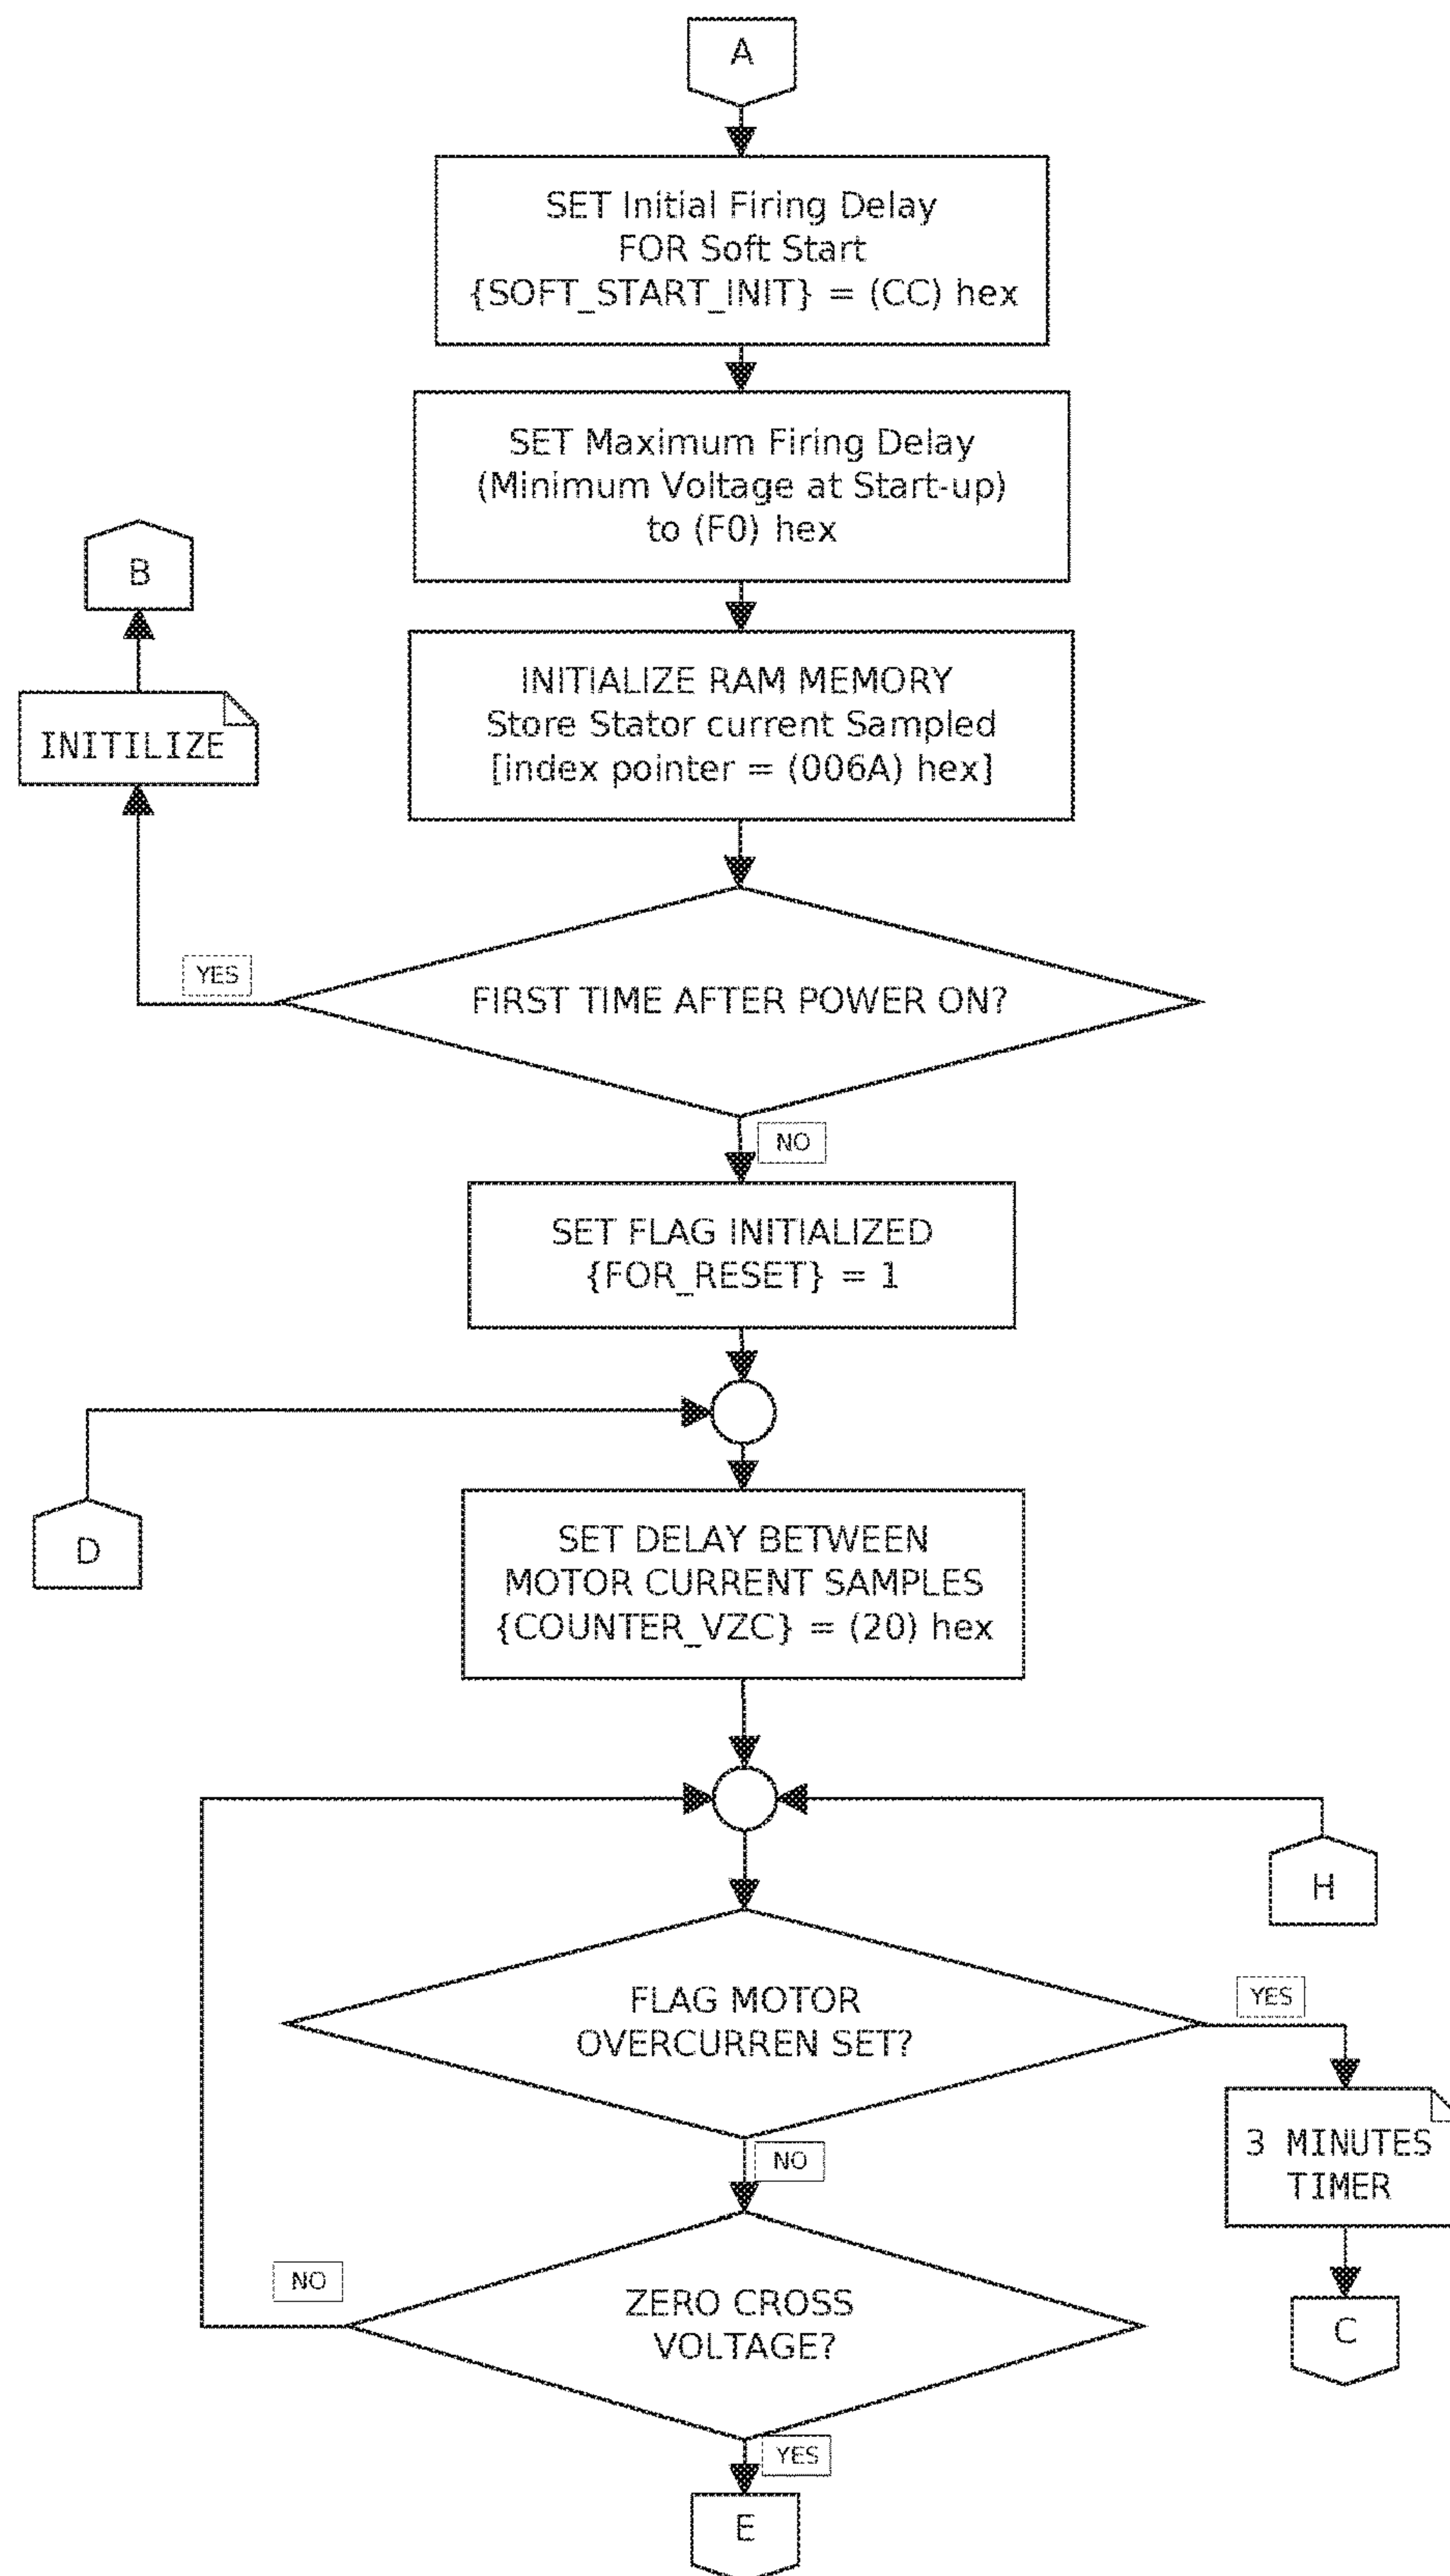 A
SET Initial Firing Delay
FOR Soft Start
{SOFT_START_INIT} = (CC) hex
SET Maximum Firing Delay
(Minimum Voltage at Start-up)
to (F0) hex
B
INITILIZE
INITIALIZE RAM MEMORY
Store Stator current Sampled
[index pointer = (006A) hex]
YES
FIRST TIME AFTER POWER ON?
NO
SET FLAG INITIALIZED
{FOR_RESET} = 1
D
SET DELAY BETWEEN
MOTOR CURRENT SAMPLES
{COUNTER_VZC} = (20) hex
H
FLAG MOTOR
OVERCURREN SET?
YES
3 MINUTES
TIMER
NO
C
NO
ZERO CROSS
VOLTAGE?
YES
E